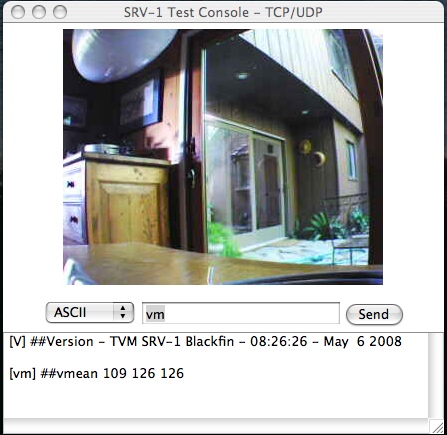 SRV-1 Test Console - TCP/UDP
ASCII
vm
Send
[V] ##Version - TVM SRV-1 Blackfin - 08:26:26 - May  6 2008
[vm] ##vmean 109 126 126